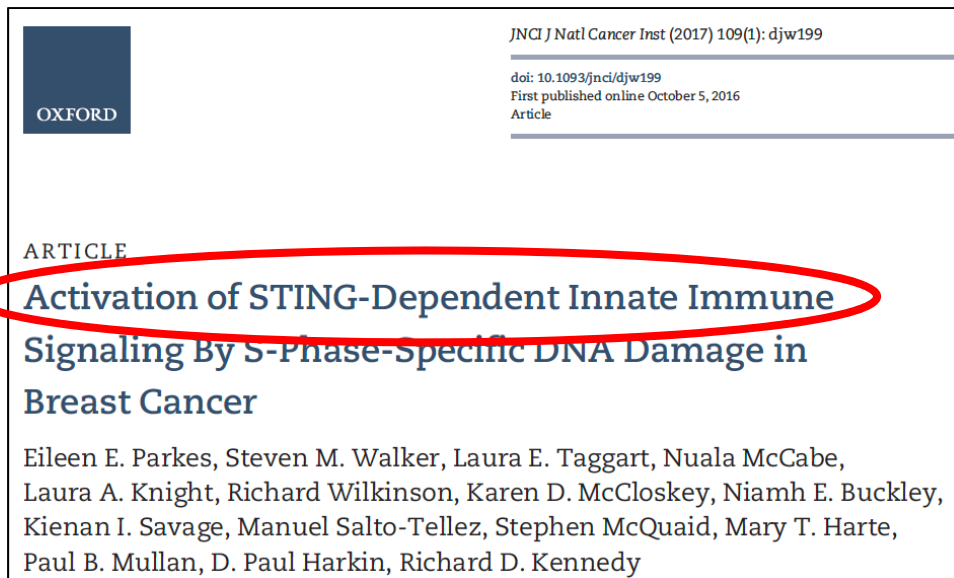 OXFORD
JNCI J Natl Cancer Inst (2017) 109(1): djw199
doi: 10.1093/jnci/djw199
First published online October 5, 2016
Article
ARTICLE
Activation of STING-Dependent Innate Immune
Signaling By S-Phase-Specific DNA Damage in
Breast Cancer
Eileen E. Parkes, Steven M. Walker, Laura E. Taggart, Nuala McCabe,
Laura A. Knight, Richard Wilkinson, Karen D. McCloskey, Niamh E. Buckley,
Kienan I. Savage, Manuel Salto-Tellez, Stephen McQuaid, Mary T. Harte,
Paul B. Mullan, D. Paul Harkin, Richard D. Kennedy